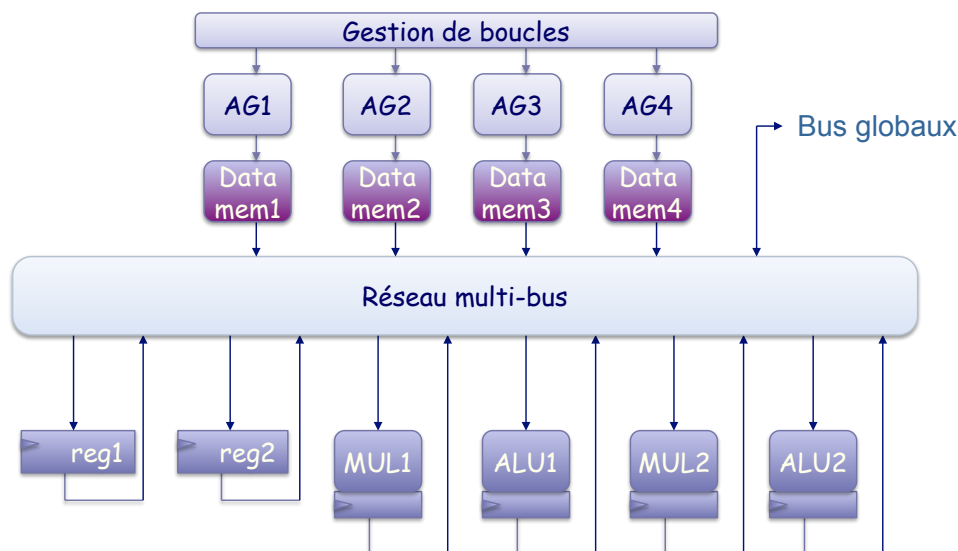 Gestion de boucles
AG1
AG2
AG3
AG4
Bus globaux
Data
mem1
Data
mem2
Data
mem3
Data
mem4
Réseau multi-bus
reg1
reg2
MUL1
ALU1
MUL2
ALU2